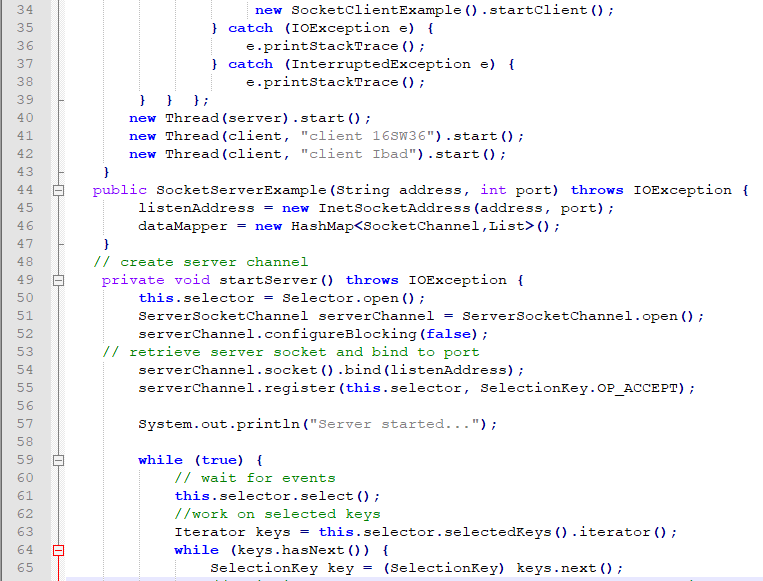 34 new SocketClientExample().startClient();
35 } catch (IOException e) {
36 e.printStackTrace();
37 } catch (InterruptedException e) {
38 e.printStackTrace();
39 } } };
40 new Thread(server).start();
41 new Thread(client, "client 16SW36").start();
42 new Thread(client, "client Ibad").start();
43 }
44 public SocketServerExample(String address, int port) throws IOException {
45 listenAddress = new InetSocketAddress(address, port);
46 dataMapper = new HashMap<SocketChannel,List>();
47 }
48 // create server channel
49 private void startServer() throws IOException {
50 this.selector = Selector.open();
51 ServerSocketChannel serverChannel = ServerSocketChannel.open();
52 serverChannel.configureBlocking(false);
53 // retrieve server socket and bind to port
54 serverChannel.socket().bind(listenAddress);
55 serverChannel.register(this.selector, SelectionKey.OP_ACCEPT);
56
57 System.out.println("Server started...");
58
59 while (true) {
60 // wait for events
61 this.selector.select();
62 //work on selected keys
63 Iterator keys = this.selector.selectedKeys().iterator();
64 while (keys.hasNext()) {
65 SelectionKey key = (SelectionKey) keys.next();